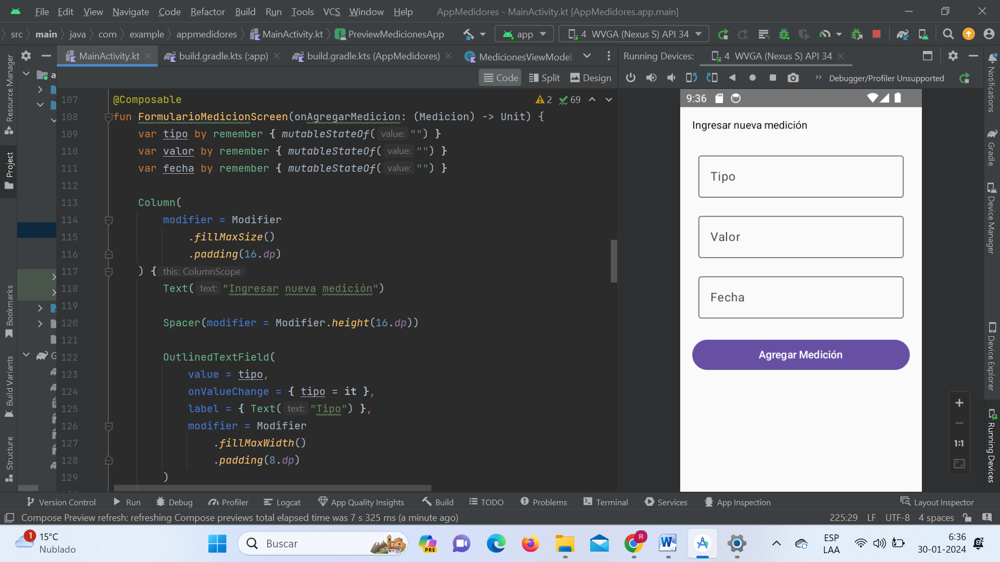 File Edit View Navigate Code Refactor Build Run Tools VCS Window Help AppMedidores - MainActivity.kt [AppMedidores.app.main]
src main java com example appmedidores MainActivity.kt PreviewMedicionesApp app 4 WVGA (Nexus S) API 34
MainActivity.kt build.gradle.kts (:app) build.gradle.kts (AppMedidores) MedicionesViewModel. Running Devices: 4 WVGA (Nexus S) API 34
Code Split Design Debugger/Profiler Unsupported
2 69
107 @Composable
108 fun FormularioMedicionScreen(onAgregarMedicion: (Medicion) -> Unit) {
109 var tipo by remember { mutableStateOf( value: "") }
110 var valor by remember { mutableStateOf( value: "") }
111 var fecha by remember { mutableStateOf( value: "") }
112
113 Column(
114 modifier = Modifier
115 .fillMaxSize()
116 .padding(16.dp)
117 ) { this: ColumnScope
118 Text( text: "Ingresar nueva medición")
119
120 Spacer(modifier = Modifier.height(16.dp))
121
122 OutlinedTextField(
123 value = tipo,
124 onValueChange = { tipo = it },
125 label = { Text( text: "Tipo") },
126 modifier = Modifier
127 .fillMaxWidth()
128 .padding(8.dp)
129 )
a
G
Resource Manager
Project
Bookmarks
Build Variants
Structure
9:36
Ingresar nueva medición
Tipo
Valor
Fecha
Agregar Medición
1:1
Notifications
Gradle
Device Manager
Device Explorer
Running Devices
Version Control Run Debug Profiler Logcat App Quality Insights Build TODO Problems Terminal Services App Inspection Layout Inspector
Compose Preview refresh: refreshing Compose previews total elapsed time was 7 s 325 ms (a minute ago) 225:29 LF UTF-8 4 spaces
1 15°C
Nublado
Buscar
PRE
R
ESP
LAA
6:36
30-01-2024